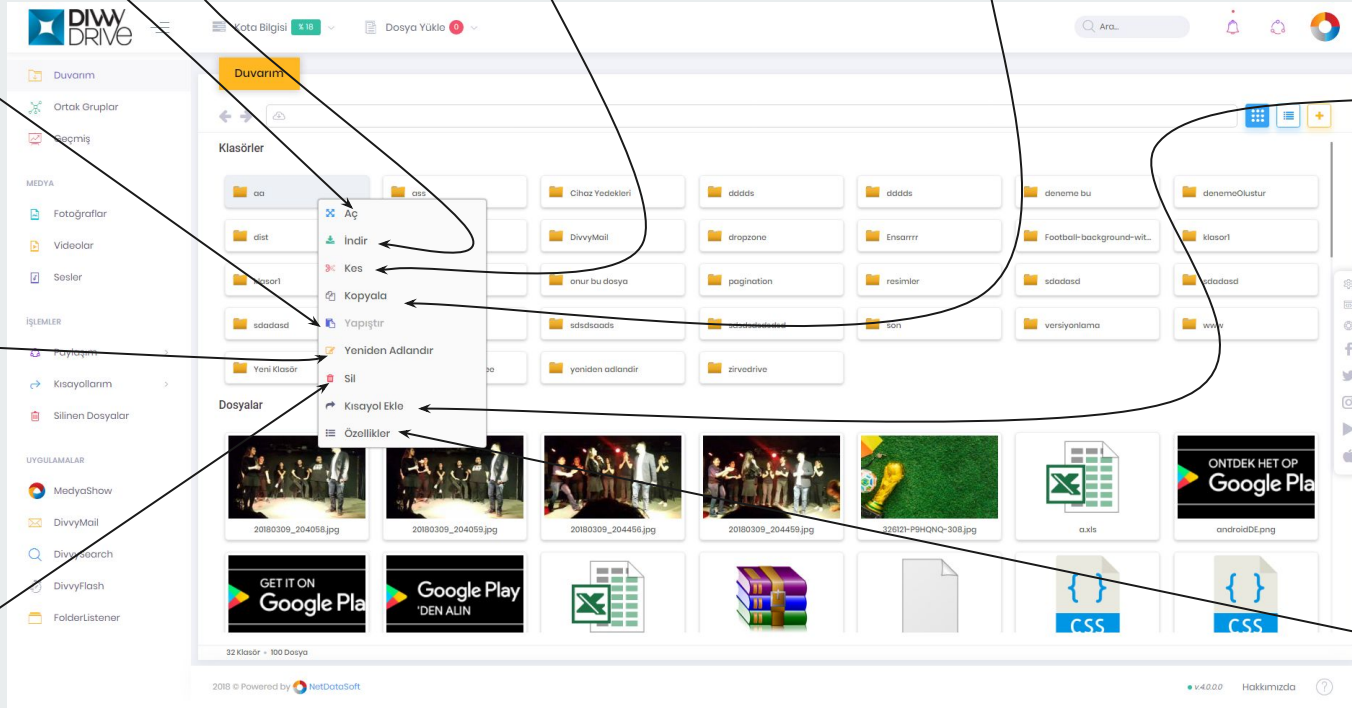 DIVVY DRIVE
Kota Bilgisi % 18
Dosya Yükle 0
Ara...
Duvarım
Ortak Gruplar
Geçmiş
MEDYA
Fotoğraflar
Videolar
Sesler
İŞLEMLER
Paylaşım
Kısayollarım
Silinen Dosyalar
UYGULAMALAR
MedyaShow
DivvyMail
DivvySearch
DivvyFlash
FolderListener
Duvarım
Klasörler
aa
ass
Cihaz Yedekleri
dddds
dddds
deneme bu
denemeOlustur
dist
DivvyMail
dropzone
Ensarrrr
Football-background-wit...
klasor1
klasor1
onur bu dosya
pagination
resimler
sdadasd
sdadasd
sdadasd
sdsdsaads
sdsdsdsdsd
son
versiyonlama
www
Yeni Klasör
yeniden adlandir
zirvedrive
Aç
İndir
Kes
Kopyala
Yapıştır
Yeniden Adlandır
Sil
Kısayol Ekle
Özellikler
Dosyalar
20180309_204058.jpg
20180309_204059.jpg
20180309_204456.jpg
20180309_204459.jpg
326121-P9HQNQ-308.jpg
a.xls
ONTDEK HET OP
Google Pla
androidDE.png
GET IT ON
Google Pla
Google Play
'DEN ALIN
CSS
CSS
32 Klasör - 100 Dosya
2018 © Powered by NetDataSoft
v.4.0.0.0 Hakkımızda